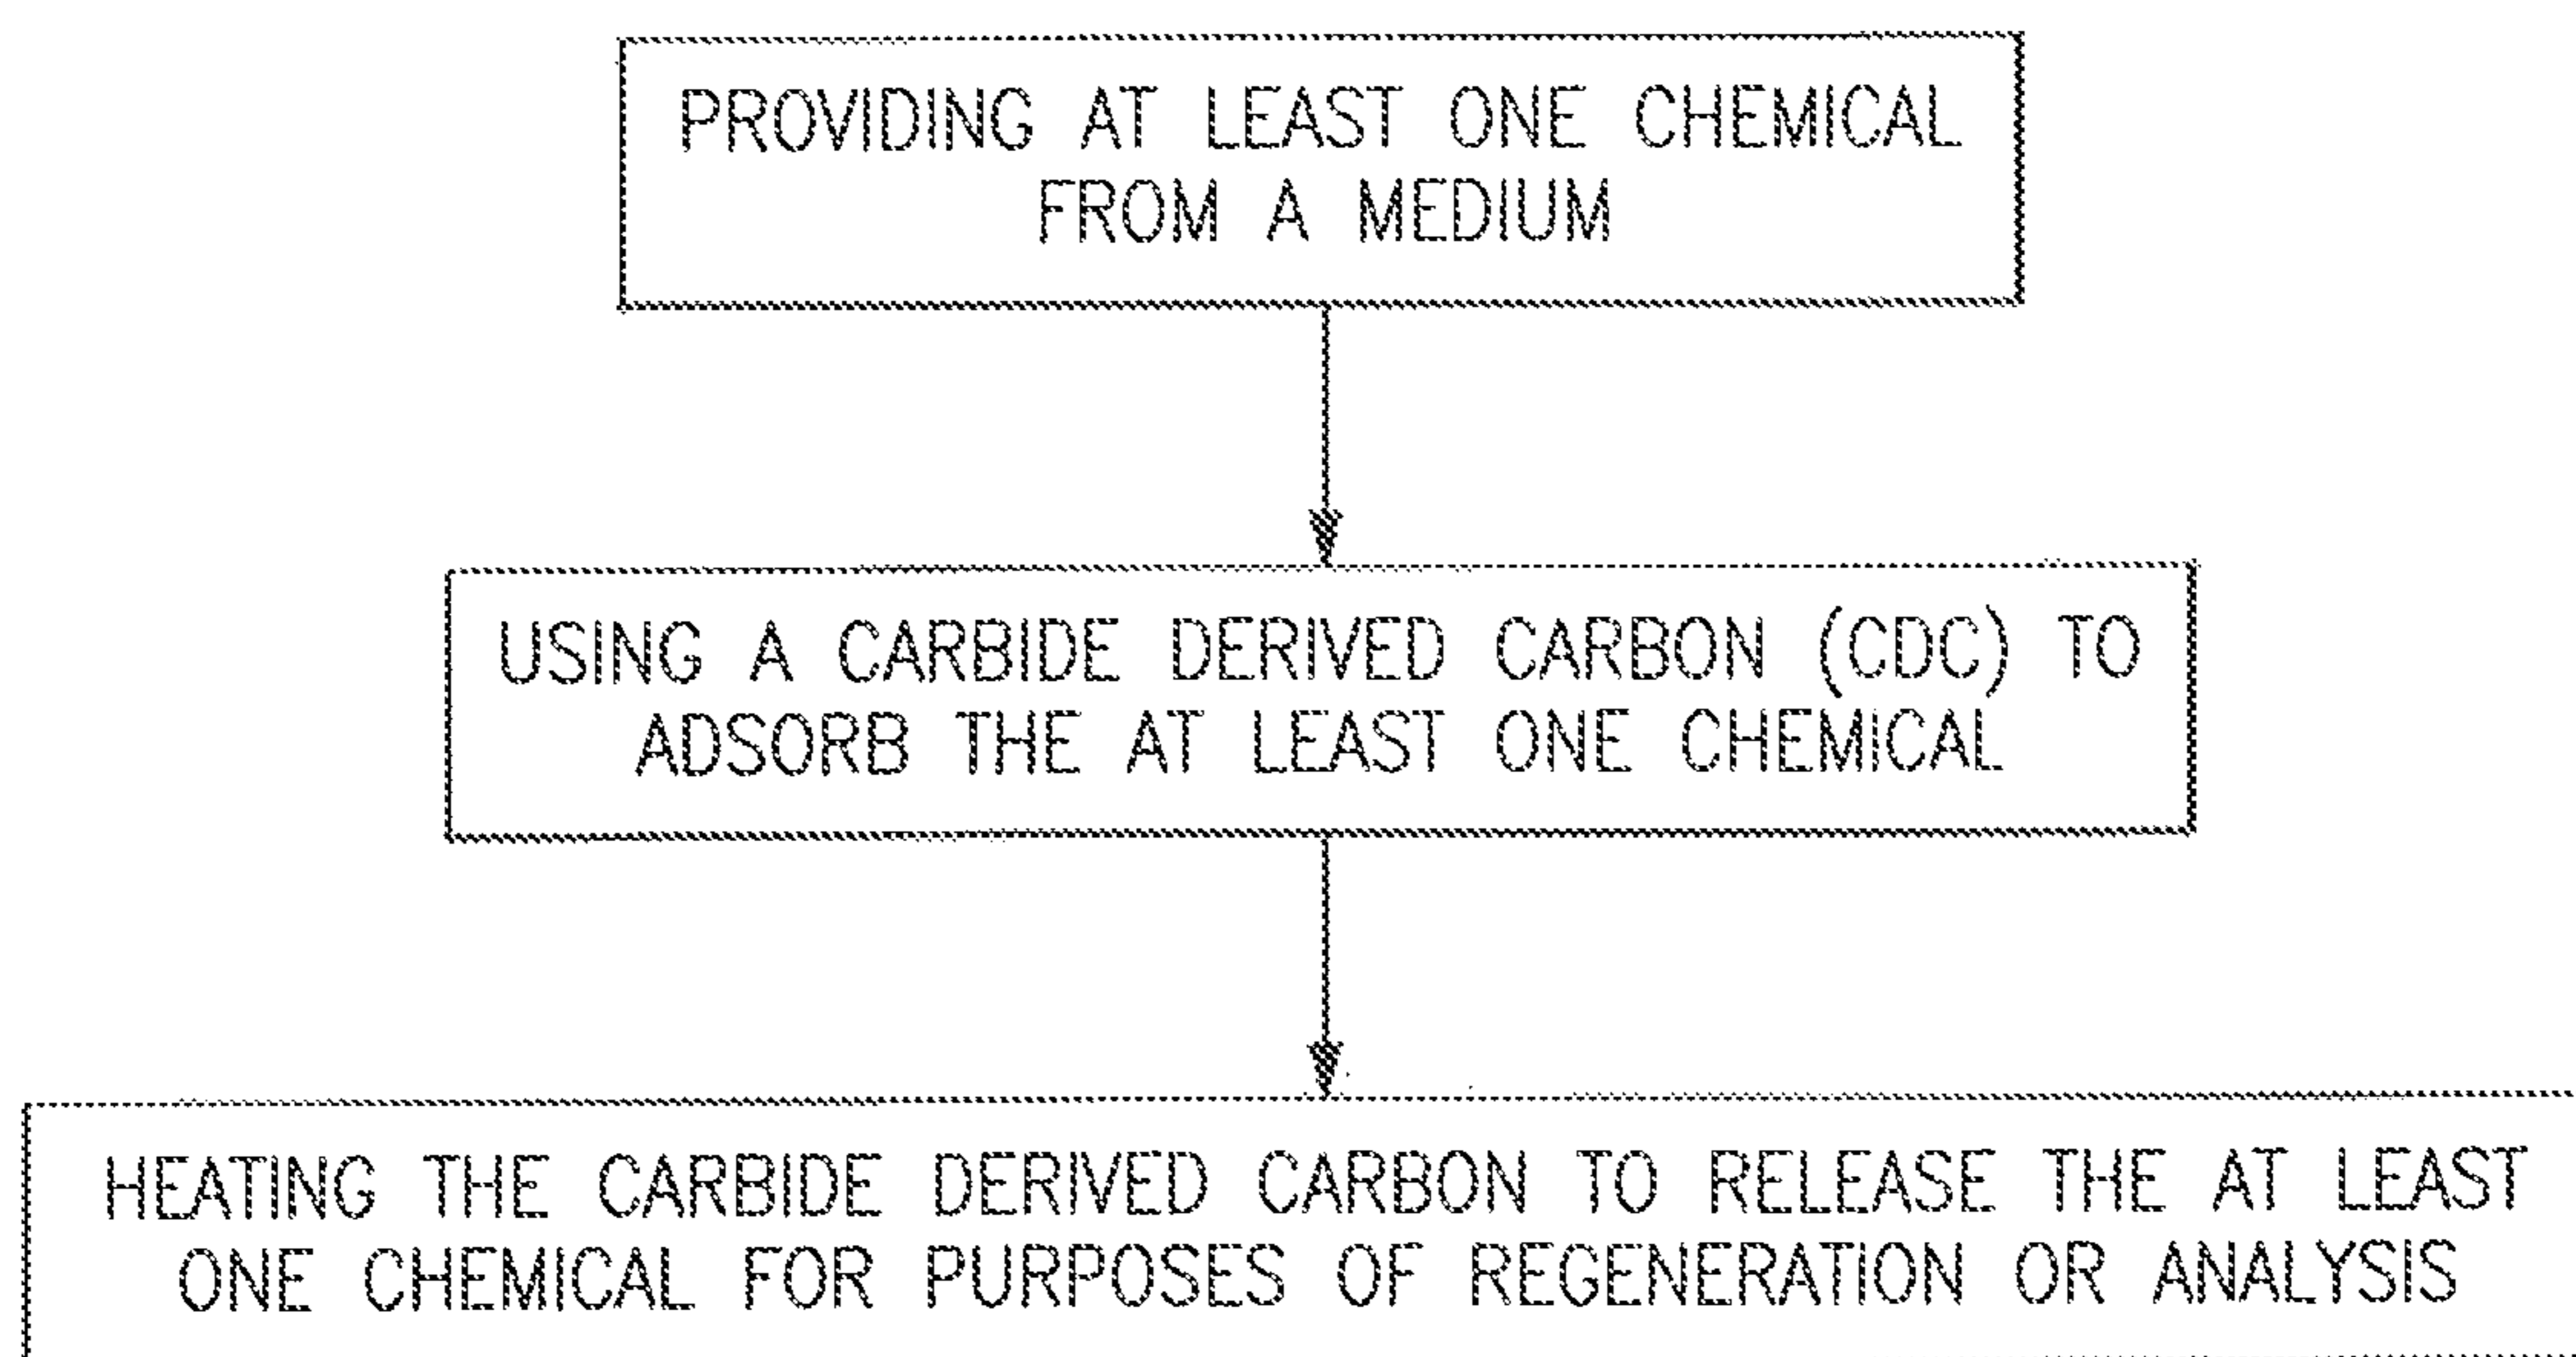 PROVIDING AT LEAST ONE CHEMICAL
FROM A MEDIUM
USING A CARBIDE DERIVED CARBON (CDC) TO
ADSORB THE AT LEAST ONE CHEMICAL
HEATING THE CARBIDE DERIVED CARBON TO RELEASE THE AT LEAST
ONE CHEMICAL FOR PURPOSES OF REGENERATION OR ANALYSIS